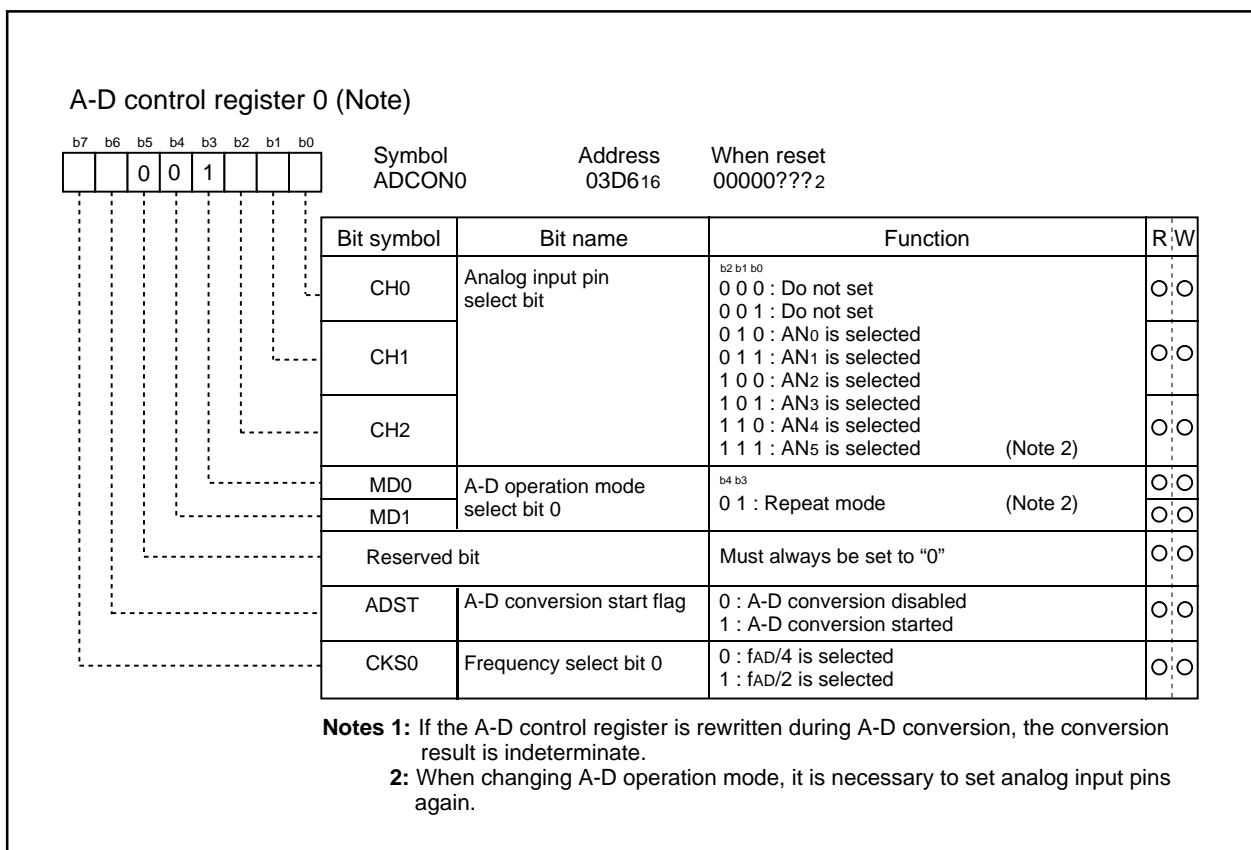 A-D control register 0 (Note)
b7 b6 b5 b4 b3 b2 b1 b0
0 0 1
Symbol Address When reset
ADCON0 03D616 00000???2
Bit symbol Bit name Function R W
CH0 Analog input pin select bit
b2 b1 b0
0 0 0 : Do not set
0 0 1 : Do not set
0 1 0 : AN0 is selected
CH1 0 1 1 : AN1 is selected
1 0 0 : AN2 is selected
1 0 1 : AN3 is selected
CH2 1 1 0 : AN4 is selected
1 1 1 : AN5 is selected (Note 2)
MD0 A-D operation mode
MD1 select bit 0
b4 b3
0 1 : Repeat mode (Note 2)
Reserved bit Must always be set to “0”
ADST A-D conversion start flag 0 : A-D conversion disabled
1 : A-D conversion started
CKS0 Frequency select bit 0 0 : fAD/4 is selected
1 : fAD/2 is selected
Notes 1: If the A-D control register is rewritten during A-D conversion, the conversion
result is indeterminate.
2: When changing A-D operation mode, it is necessary to set analog input pins
again.